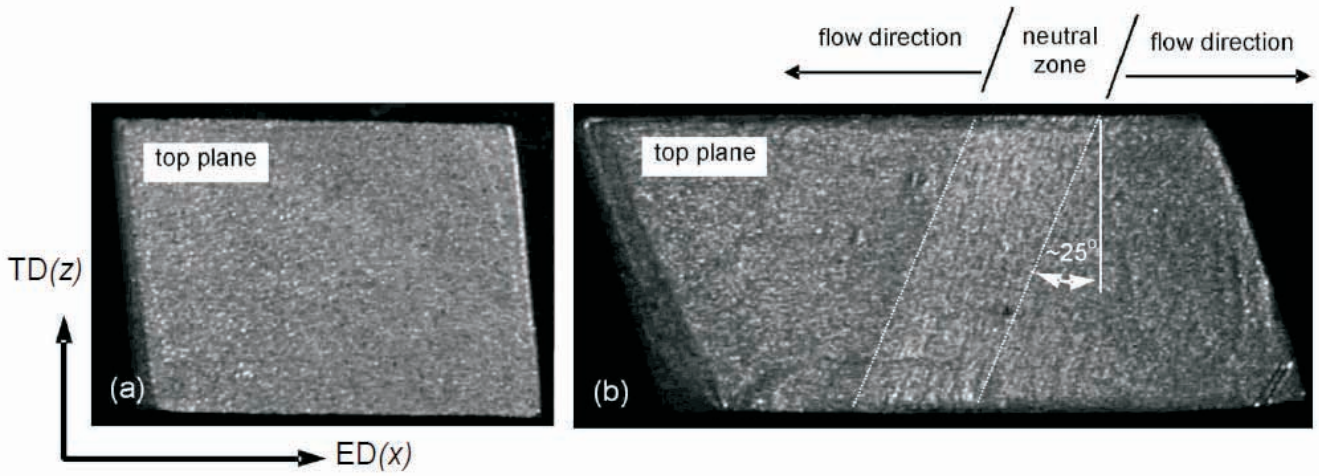 flow direction
neutral
zone
flow direction
top plane
top plane
~25°
TD(z)
(a)
(b)
ED(x)